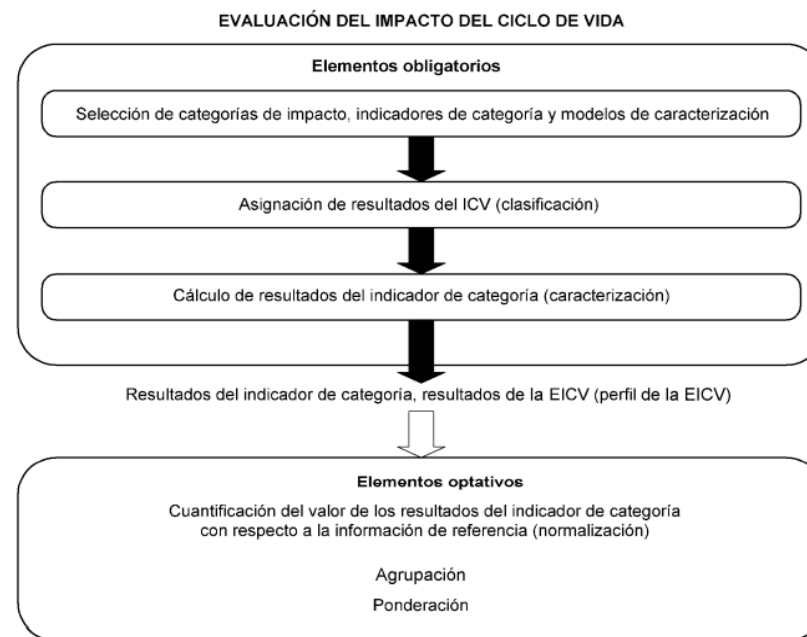 EVALUACIÓN DEL IMPACTO DEL CICLO DE VIDA
Elementos obligatorios
Selección de categorías de impacto, indicadores de categoría y modelos de caracterización
Asignación de resultados del ICV (clasificación)
Cálculo de resultados del indicador de categoría (caracterización)
Resultados del indicador de categoría, resultados de la EICV (perfil de la EICV)
Elementos optativos
Cuantificación del valor de los resultados del indicador de categoría
con respecto a la información de referencia (normalización)
Agrupación
Ponderación